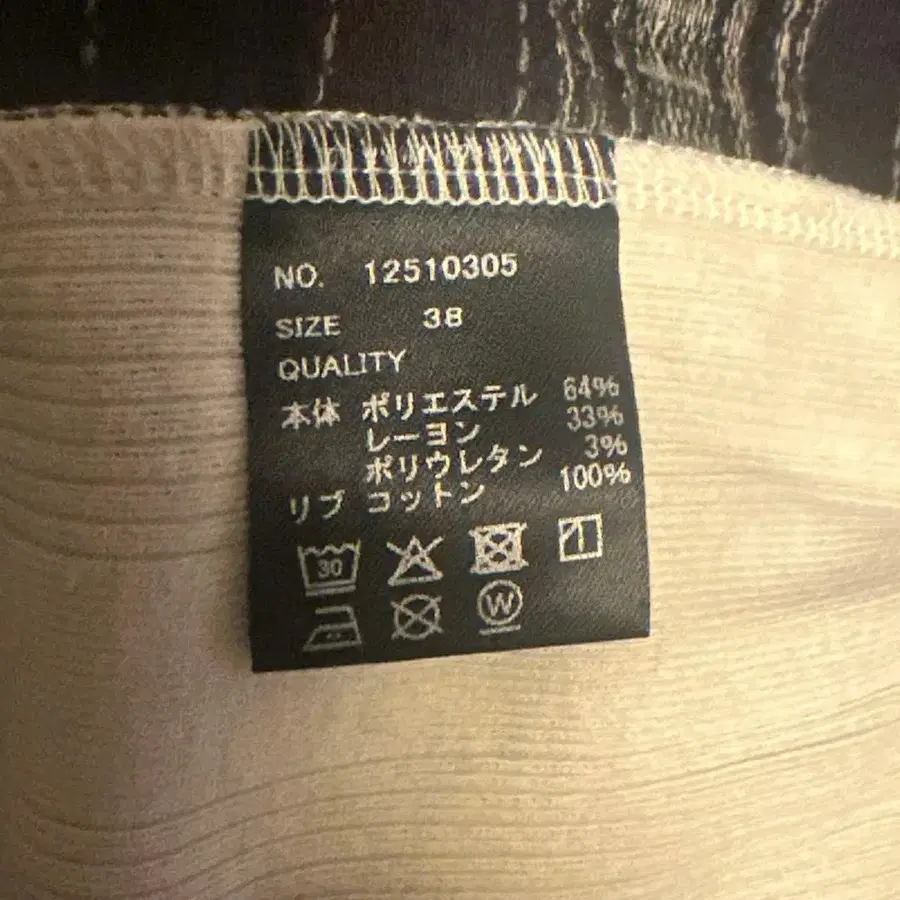 NO. 12510305
SIZE 38
QUALITY
本体 ポリエステル 64%
レーヨン 33%
ポリウレタン 3%
リブ コットン 100%
30
W